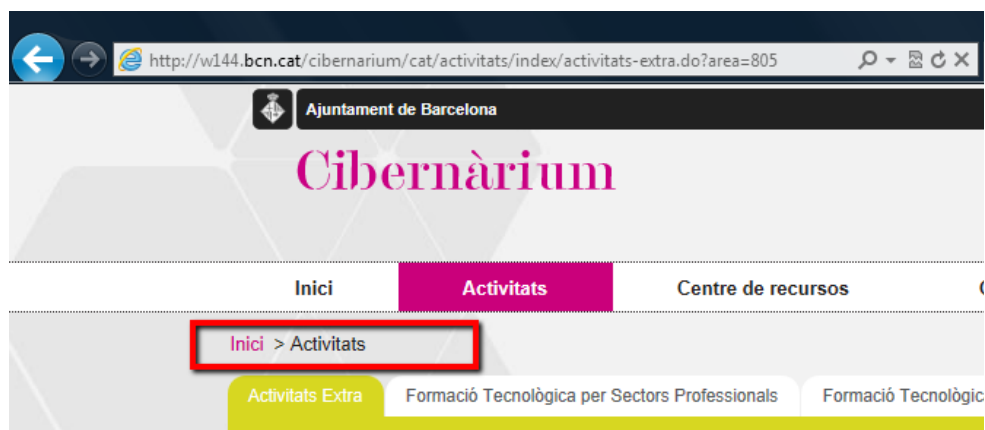 http://w144.bcn.cat/cibernarium/cat/activitats/index/activitats-extra.do?area=805
Ajuntament de Barcelona
Cibernàrium
Inici Activitats Centre de recursos
Inici > Activitats
Activitats Extra Formació Tecnològica per Sectors Professionals Formació